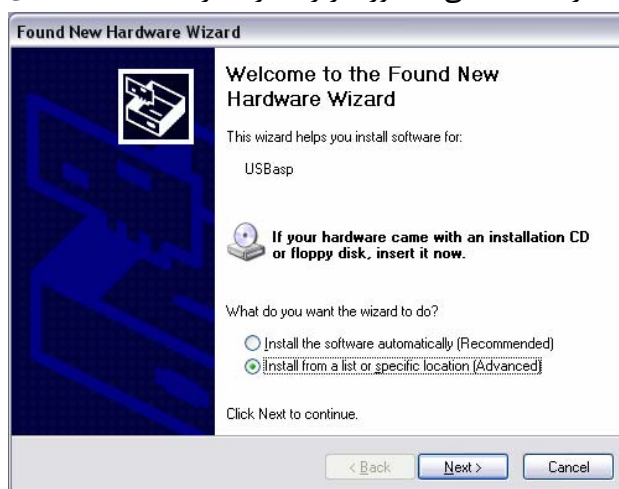 Found New Hardware Wizard
Welcome to the Found New
Hardware Wizard
This wizard helps you install software for:
USBasp
If your hardware came with an installation CD
or floppy disk, insert it now.
What do you want the wizard to do?
Install the software automatically (Recommended)
Install from a list or specific location (Advanced)
Click Next to continue.
< Back Next > Cancel